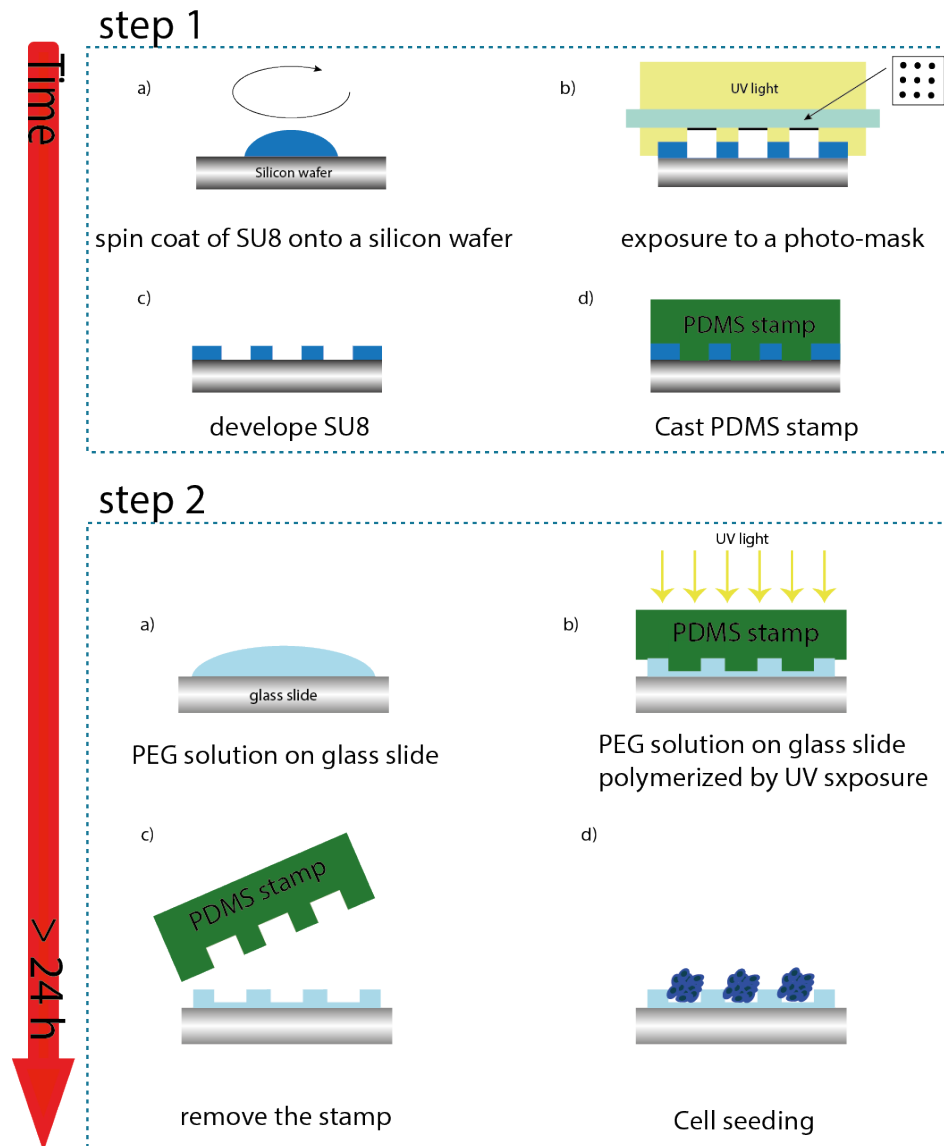 step 1
Time
a)
Silicon wafer
spin coat of SU8 onto a silicon wafer
b)
UV light
exposure to a photo-mask
c)
develope SU8
d)
PDMS stamp
Cast PDMS stamp
step 2
a)
glass slide
PEG solution on glass slide
UV light
b)
PDMS stamp
PEG solution on glass slide
polymerized by UV sxposure
c)
PDMS stamp
remove the stamp
d)
Cell seeding
> 24 h